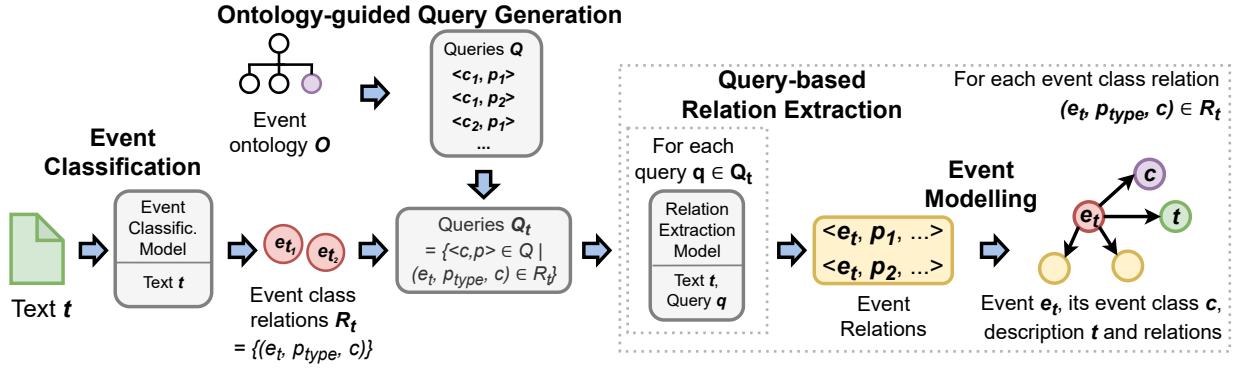 Ontology-guided Query Generation
Event
ontology O
Queries Q
<c1, p1>
<c1, p2>
<c2, p1>
...
Event
Classification
Text t
Event
Classific.
Model
Text t
et1
et2
Event class
relations Rt
= {(et, ptype, c)}
Queries Qt
= {<c,p> ∈ Q |
(et, ptype, c) ∈ Rt}
Query-based
Relation Extraction
For each event class relation
(et, ptype, c) ∈ Rt
For each
query q ∈ Qt
Relation
Extraction
Model
Text t,
Query q
<et, p1, ...>
<et, p2, ...>
Event
Relations
Event
Modelling
c
et
t
Event et, its event class c,
description t and relations